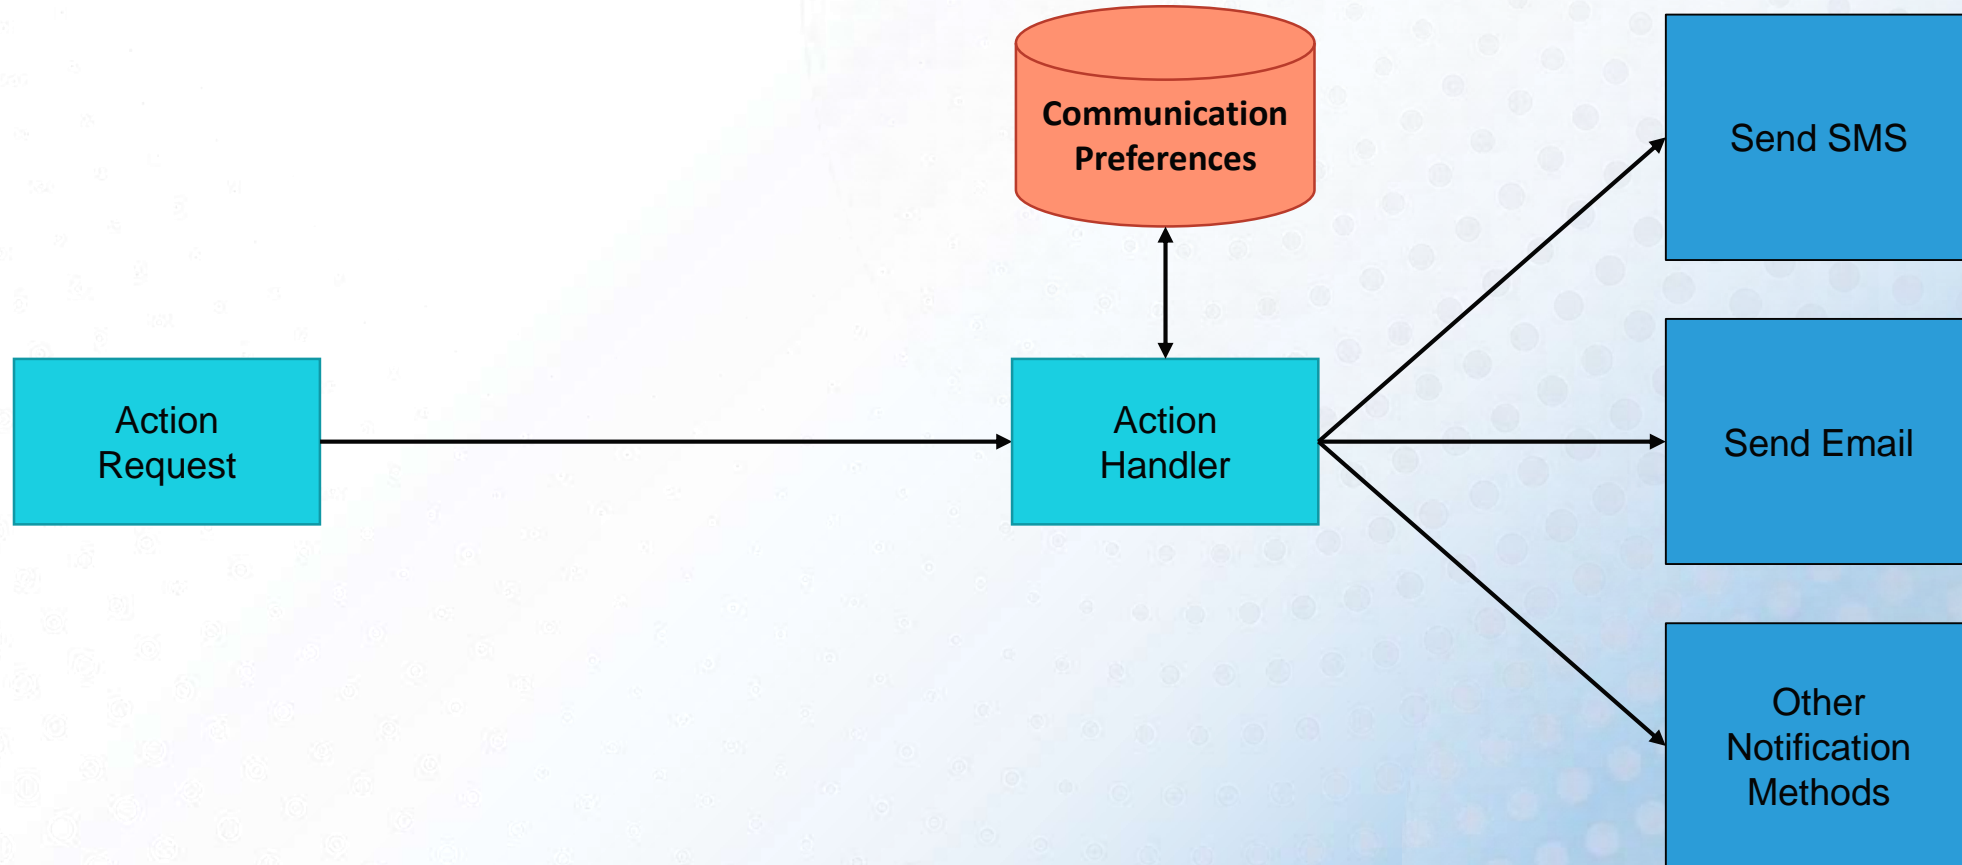 Communication
Preferences
Send SMS
Action
Request
Action
Handler
Send Email
Other
Notification
Methods